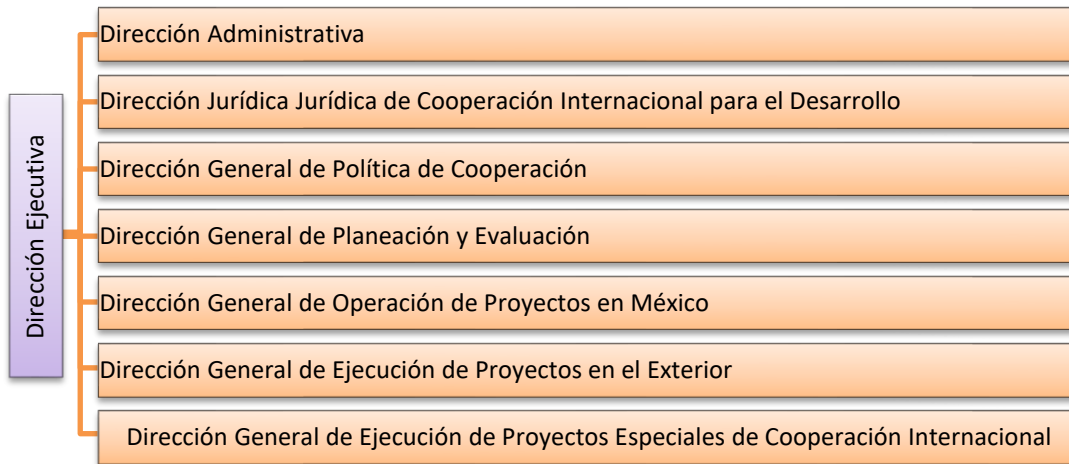 Dirección Ejecutiva
Dirección Administrativa
Dirección Jurídica Jurídica de Cooperación Internacional para el Desarrollo
Dirección General de Política de Cooperación
Dirección General de Planeación y Evaluación
Dirección General de Operación de Proyectos en México
Dirección General de Ejecución de Proyectos en el Exterior
Dirección General de Ejecución de Proyectos Especiales de Cooperación Internacional